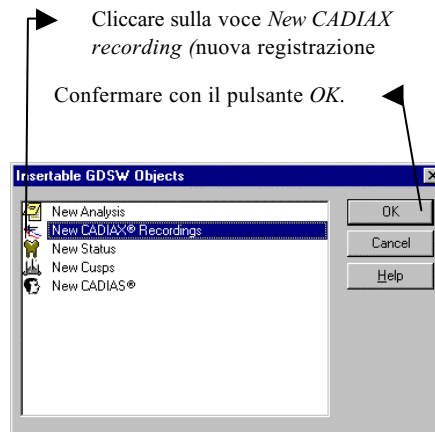 Cliccare sulla voce New CADIAX
recording (nuova registrazione
Confermare con il pulsante OK.
Insertable GDSW Objects
New Analysis
New CADIAX® Recordings
New Status
New Cusps
New CADIAS®
OK
Cancel
Help